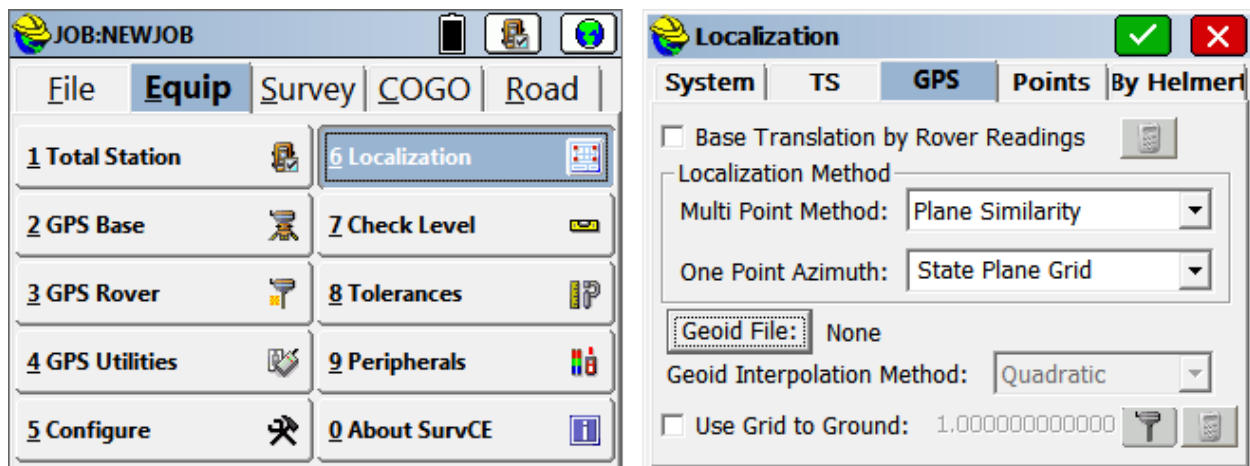 JOB:NEWJOB
File Equip Survey COGO Road
1 Total Station 6 Localization
2 GPS Base 7 Check Level
3 GPS Rover 8 Tolerances
4 GPS Utilities 9 Peripherals
5 Configure 0 About SurvCE
Localization
System TS GPS Points By Helmert
Base Translation by Rover Readings
Localization Method
Multi Point Method: Plane Similarity
One Point Azimuth: State Plane Grid
Geoid File: None
Geoid Interpolation Method: Quadratic
Use Grid to Ground: 1.000000000000